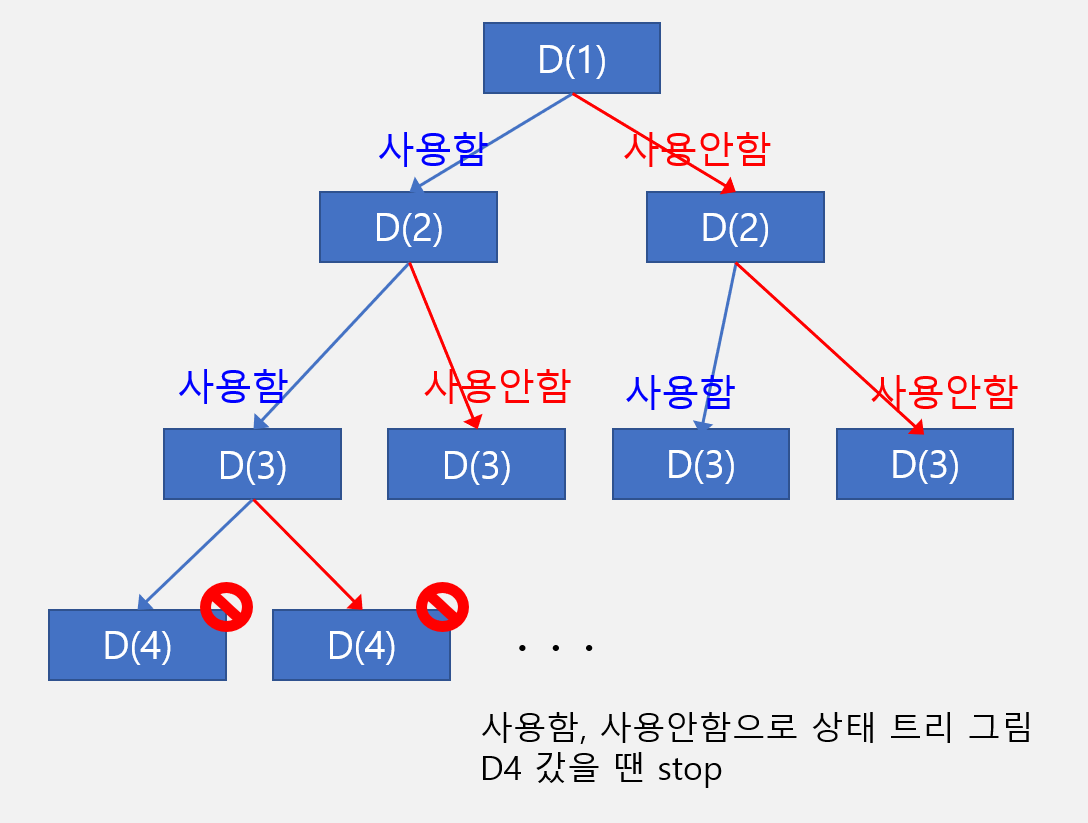 D(1)
사용함
사용안함
D(2)
D(2)
사용함
사용안함
사용함
사용안함
D(3)
D(3)
D(3)
D(3)
D(4)
D(4)
. . .
사용함, 사용안함으로 상태 트리 그림
D4 갔을 땐 stop